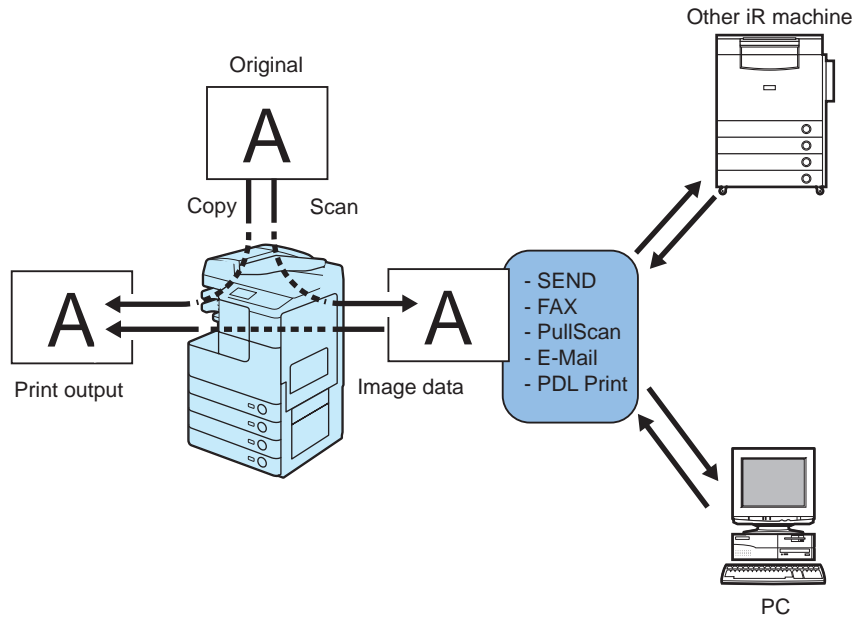 Other iR machine
Original
A
Copy
Scan
A
A
- SEND
- FAX
- PullScan
- E-Mail
- PDL Print
Print output
Image data
PC